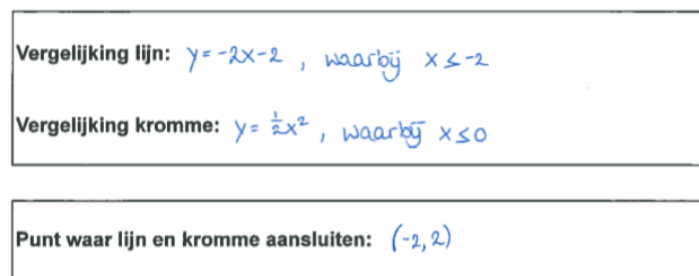 Vergelijking lijn: y = -2x-2 , waarbij x ≤ -2
Vergelijking kromme: y = ½x² , waarbij x ≤ 0
Punt waar lijn en kromme aansluiten: (-2, 2)